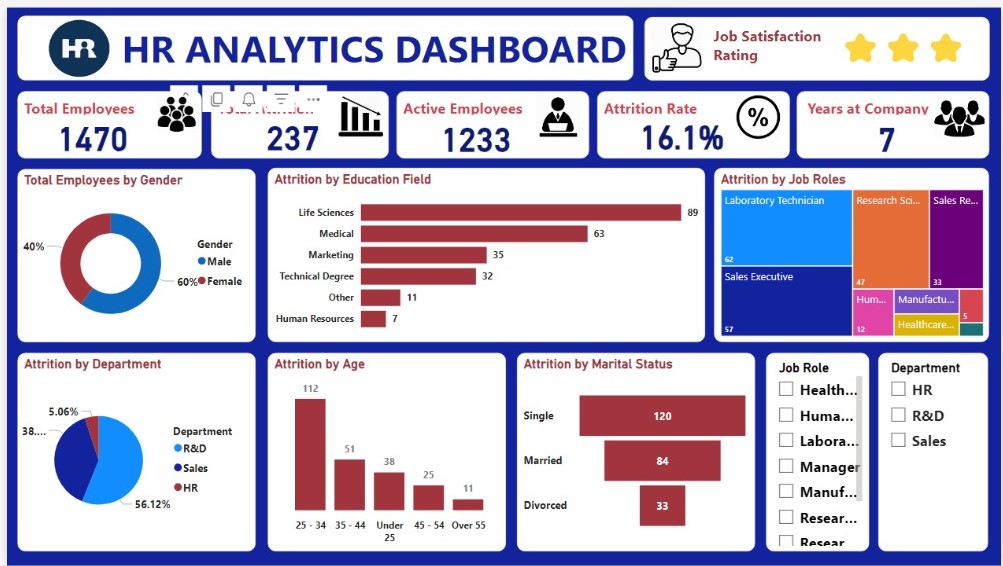 HR
HR ANALYTICS DASHBOARD
Job Satisfaction
Rating
Total Employees
1470
237
Active Employees
1233
Attrition Rate
16.1%
%
Years at Company
7
Total Employees by Gender
40%
60%
Gender
Male
Female
Attrition by Education Field
Life Sciences 89
Medical 63
Marketing 35
Technical Degree 32
Other 11
Human Resources 7
Attrition by Job Roles
Laboratory Technician
62
Sales Executive
57
Research Sci...
47
Sales Re...
33
Hum...
12
Manufactu...
Healthcare...
5
Attrition by Department
5.06%
38....
56.12%
Department
R&D
Sales
HR
Attrition by Age
112
51
38
25
11
25 - 34
35 - 44
Under
25
45 - 54
Over 55
Attrition by Marital Status
Single 120
Married 84
Divorced 33
Job Role
Health...
Huma...
Labora...
Manager
Manuf...
Resear...
Resear
Department
HR
R&D
Sales